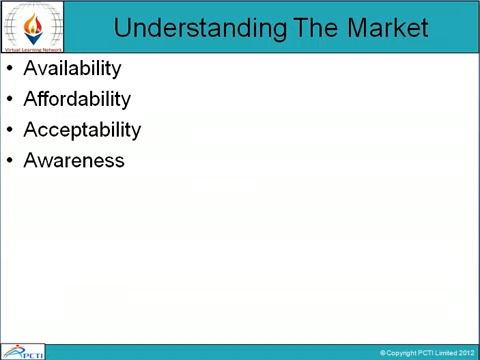 Virtual Learning Network
Understanding The Market
• Availability
• Affordability
• Acceptability
• Awareness
PCTI
© Copyright PCTI Limited 2012